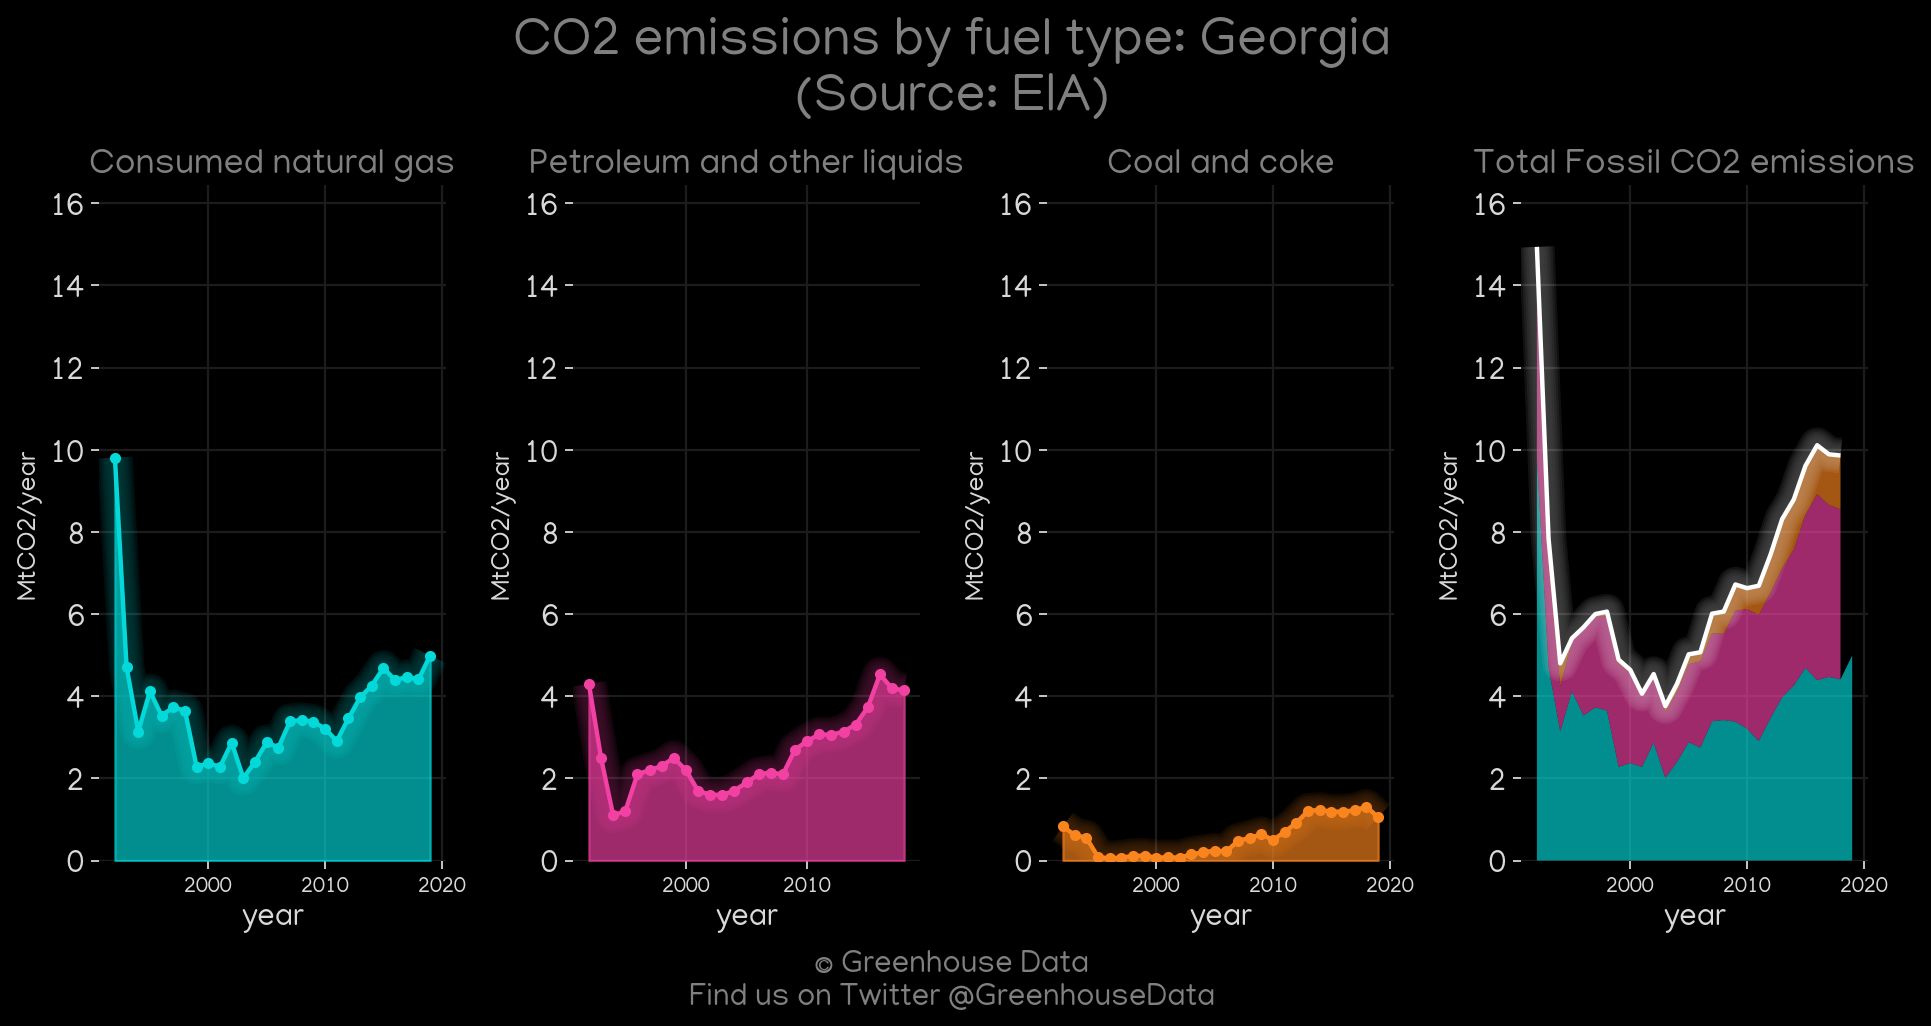 CO2 emissions by fuel type: Georgia
(Source: EIA)
Consumed natural gas
16
14
12
10
8
6
4
2
0
MtCO2/year
2000 2010 2020
year
Petroleum and other liquids
16
14
12
10
8
6
4
2
0
MtCO2/year
2000 2010
year
Coal and coke
16
14
12
10
8
6
4
2
0
MtCO2/year
2000 2010 2020
year
Total Fossil CO2 emissions
16
14
12
10
8
6
4
2
0
MtCO2/year
2000 2010 2020
year
© Greenhouse Data
Find us on Twitter @GreenhouseData